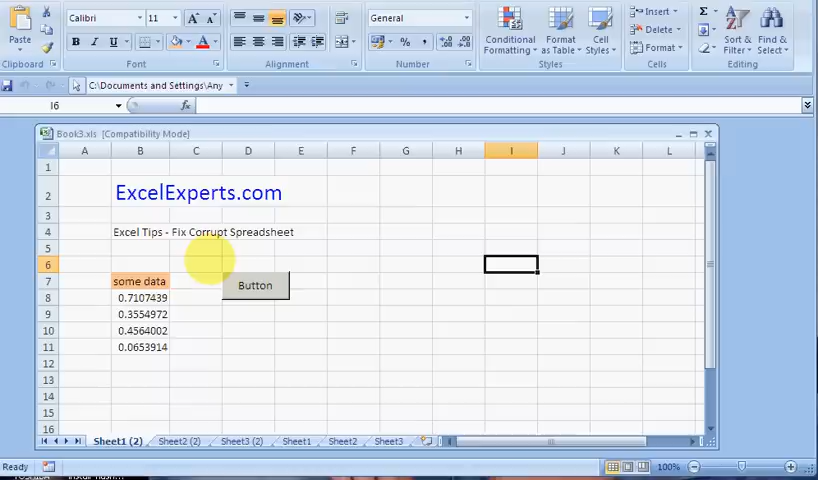 Calibri 11 General Insert
Paste B I U % , Conditional Formatting Format as Table Cell Styles Delete Sort & Filter Find & Select
Format
Clipboard Font Alignment Number Styles Cells Editing
C:\Documents and Settings\Any
I6 fx
Book3.xls [Compatibility Mode]
A B C D E F G H I J K L
1
2 ExcelExperts.com
3
4 Excel Tips - Fix Corrupt Spreadsheet
5
6
7 some data Button
8 0.7107439
9 0.3554972
10 0.4564002
11 0.0653914
12
13
14
15
16
Sheet1 (2) Sheet2 (2) Sheet3 (2) Sheet1 Sheet2 Sheet3
Ready 100%